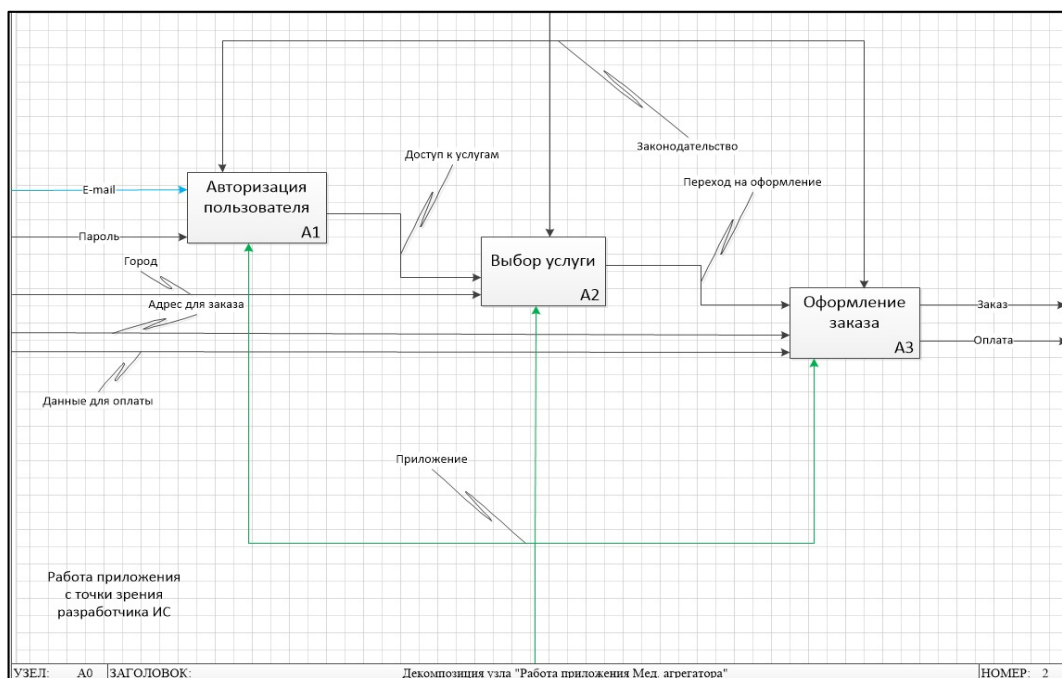 Законодательство
Доступ к услугам
Переход на оформление
E-mail
Авторизация
пользователя
A1
Пароль
Город
Адрес для заказа
Выбор услуги
A2
Оформление
заказа
A3
Заказ
Оплата
Данные для оплаты
Приложение
Работа приложения
с точки зрения
разработчика ИС
УЗЕЛ: A0 ЗАГОЛОВОК: Декомпозиция узла "Работа приложения Мед. агрегатора" НОМЕР: 2